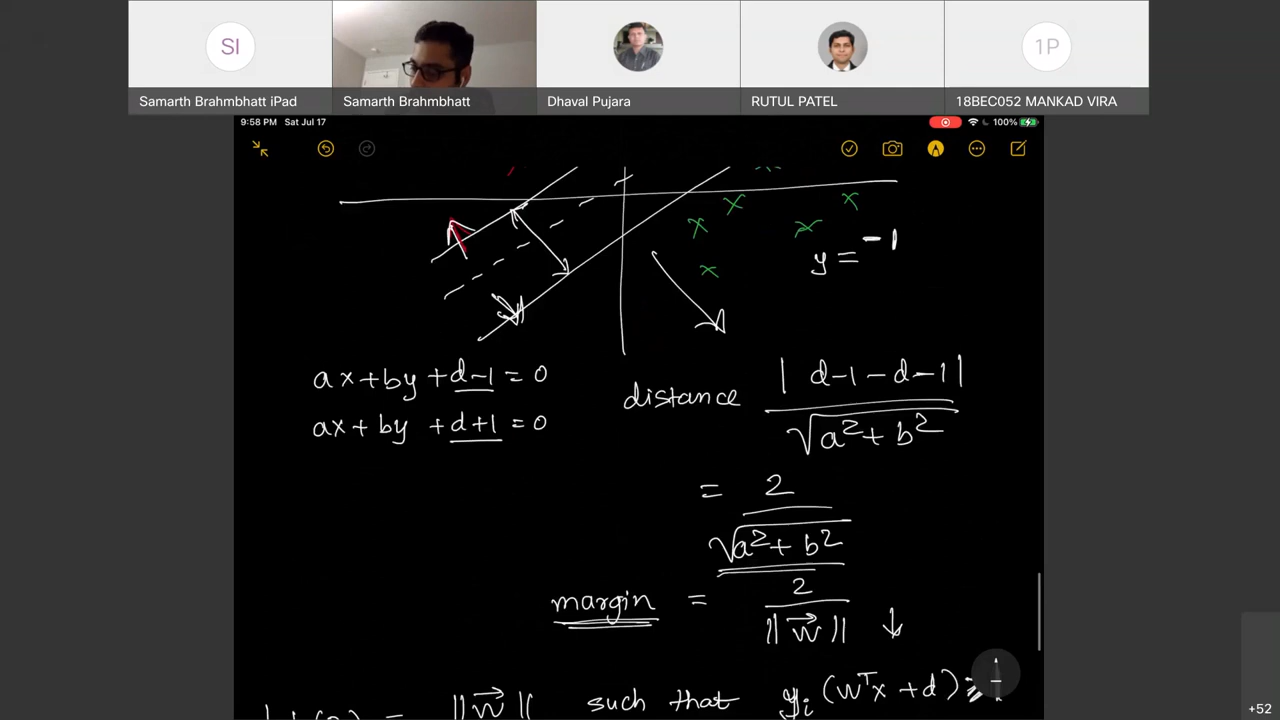 SI
1P
Samarth Brahmbhatt iPad
Samarth Brahmbhatt
Dhaval Pujara
RUTUL PATEL
18BEC052 MANKAD VIRA
9:58 PM Sat Jul 17
100%
y = -1
ax + by + d-1 = 0
ax + by + d+1 = 0
distance | d-1-d-1 | / √a²+b²
= 2 / √a²+b²
margin = 2 / ||w⃗|| ↓
||w⃗|| such that yᵢ (wᵀx + d) ≥
+52